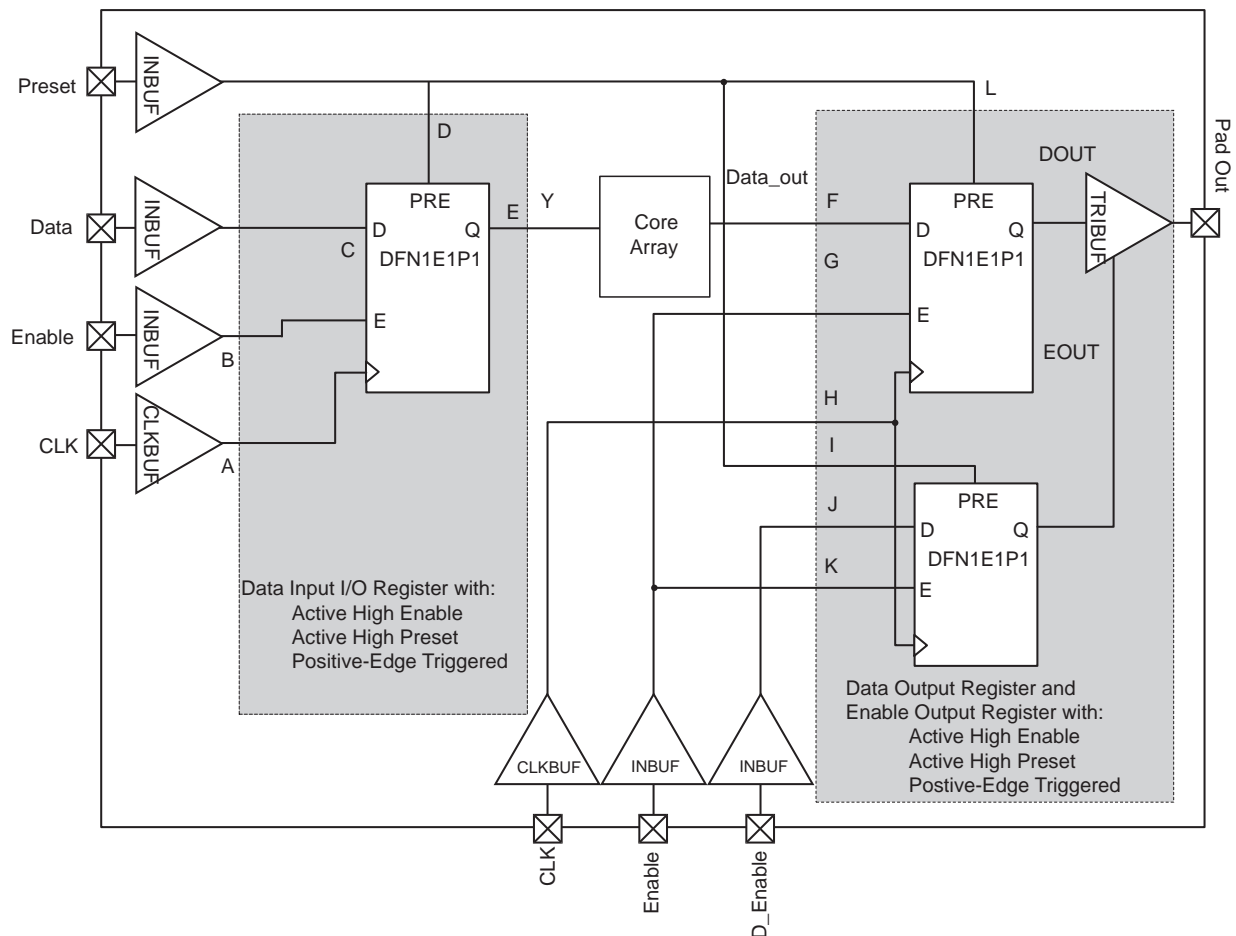 Preset
INBUF
D
L
Pad Out
Data
INBUF
PRE
D
Q
C
DFN1E1P1
E
E
Y
Core
Array
Data_out
F
G
PRE
D
Q
DFN1E1P1
E
DOUT
TRIBUF
EOUT
Enable
INBUF
B
CLK
CLKBUF
A
H
I
J
K
PRE
D
Q
DFN1E1P1
E
Data Input I/O Register with:
Active High Enable
Active High Preset
Positive-Edge Triggered
Data Output Register and
Enable Output Register with:
Active High Enable
Active High Preset
Postive-Edge Triggered
CLKBUF
INBUF
INBUF
CLK
Enable
D_Enable